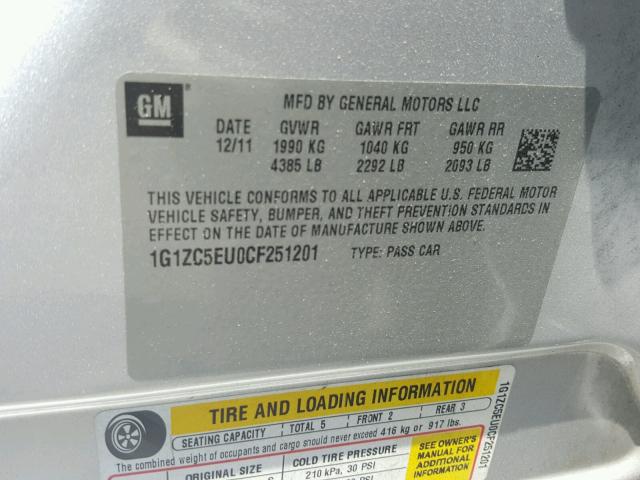 GM
MFD BY GENERAL MOTORS LLC
DATE GVWR GAWR FRT GAWR RR
12/11 1990 KG 1040 KG 950 KG
4385 LB 2292 LB 2093 LB
THIS VEHICLE CONFORMS TO ALL APPLICABLE U.S. FEDERAL MOTOR
VEHICLE SAFETY, BUMPER, AND THEFT PREVENTION STANDARDS IN
EFFECT ON THE DATE OF MANUFACTURE SHOWN ABOVE.
1G1ZC5EU0CF251201 TYPE: PASS CAR
TIRE AND LOADING INFORMATION
SEATING CAPACITY TOTAL 5 FRONT 2 REAR 3
The combined weight of occupants and cargo should never exceed 416 kg or 917 lbs.
ORIGINAL SIZE COLD TIRE PRESSURE
210 kPa, 30 PSI
SEE OWNER'S
MANUAL FOR
ADDITIONAL
INFORMATION
1G1ZC5EU0CF251201